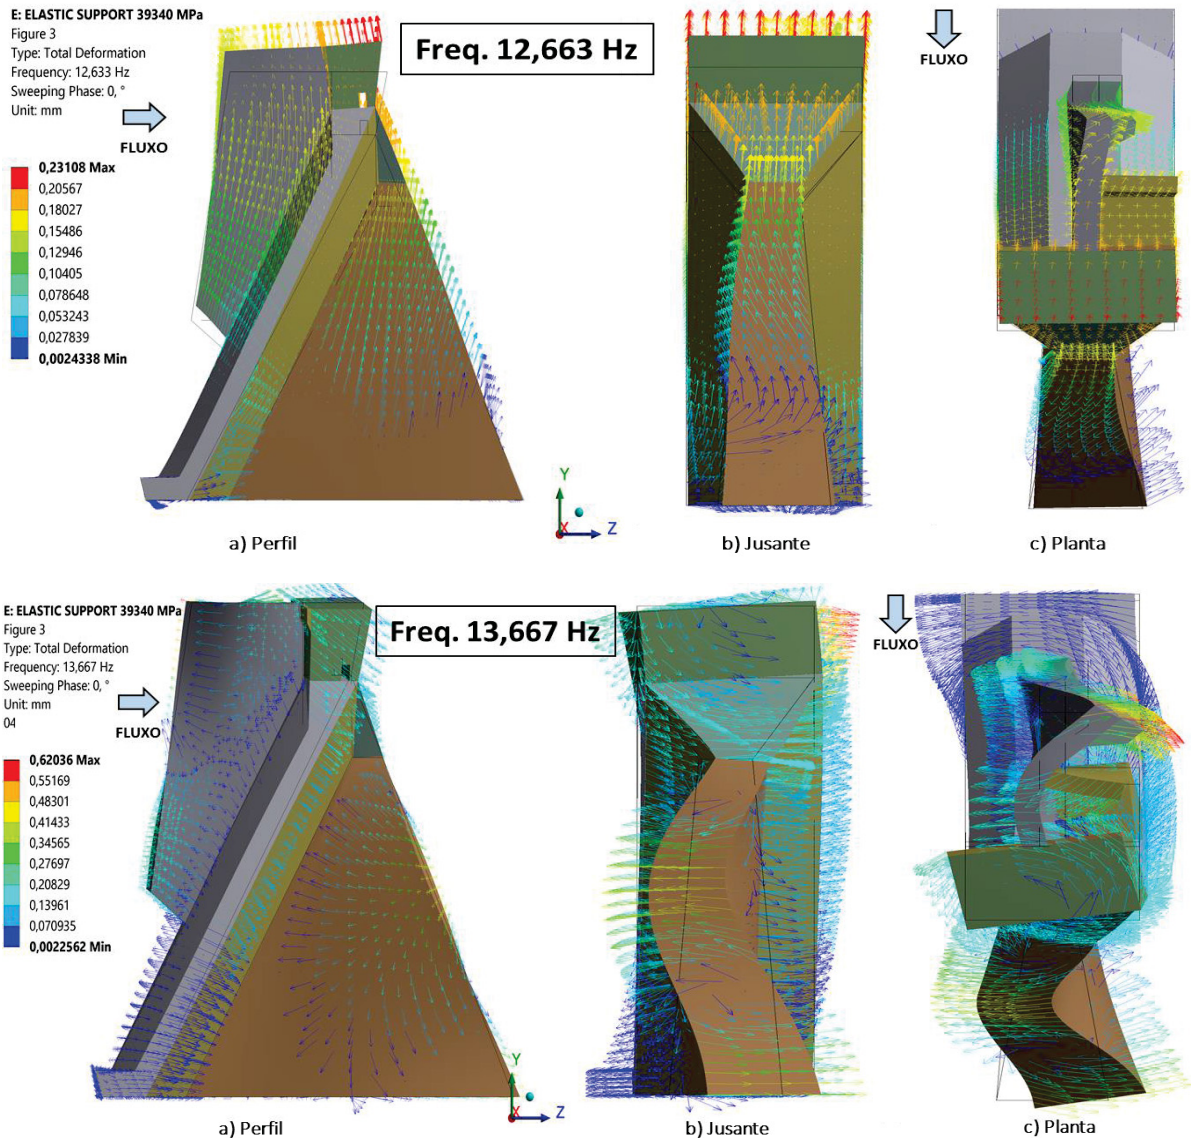 E: ELASTIC SUPPORT 39340 MPa
Figure 3
Type: Total Deformation
Frequency: 12,633 Hz
Sweeping Phase: 0, °
Unit: mm
FLUXO
Freq. 12,663 Hz
FLUXO
0,23108 Max
0,20567
0,18027
0,15486
0,12946
0,10405
0,078648
0,053243
0,027839
0,0024338 Min
Y
X
Z
a) Perfil
b) Jusante
c) Planta
E: ELASTIC SUPPORT 39340 MPa
Figure 3
Type: Total Deformation
Frequency: 13,667 Hz
Sweeping Phase: 0, °
Unit: mm
04
FLUXO
Freq. 13,667 Hz
FLUXO
0,62036 Max
0,55169
0,48301
0,41433
0,34565
0,27697
0,20829
0,13961
0,070935
0,0022562 Min
Y
X
Z
a) Perfil
b) Jusante
c) Planta